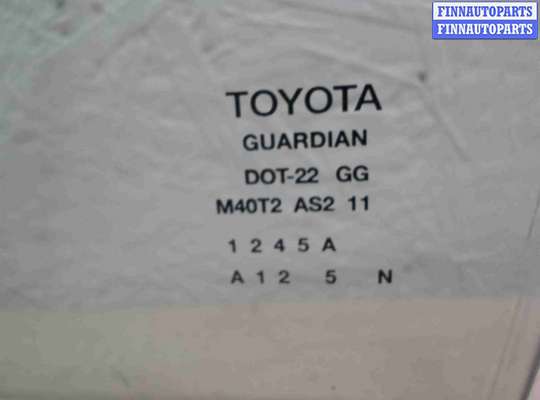 FINNAUTOPARTS
FINNAUTOPARTS
TOYOTA
GUARDIAN
DOT-22 GG
M40T2 AS2 11
1 2 4 5 A
A 1 2 5 N